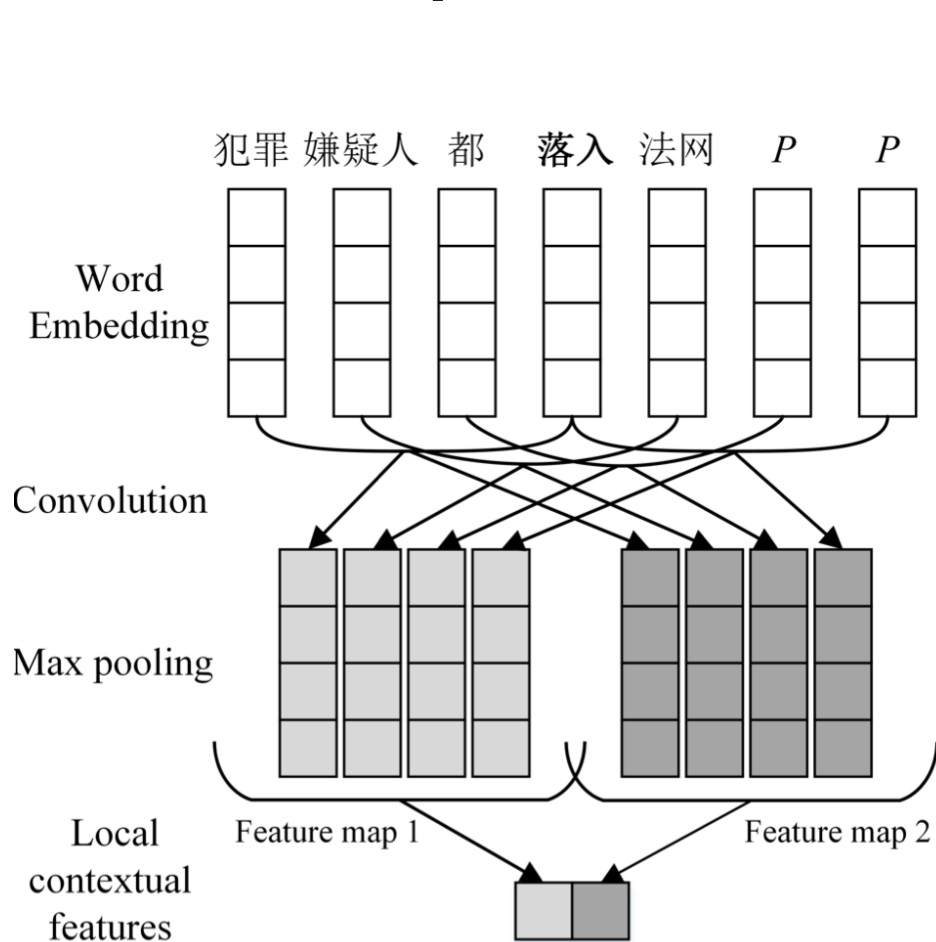 犯罪 嫌疑人 都 落入 法网 P P
Word
Embedding
Convolution
Max pooling
Feature map 1
Feature map 2
Local
contextual
features